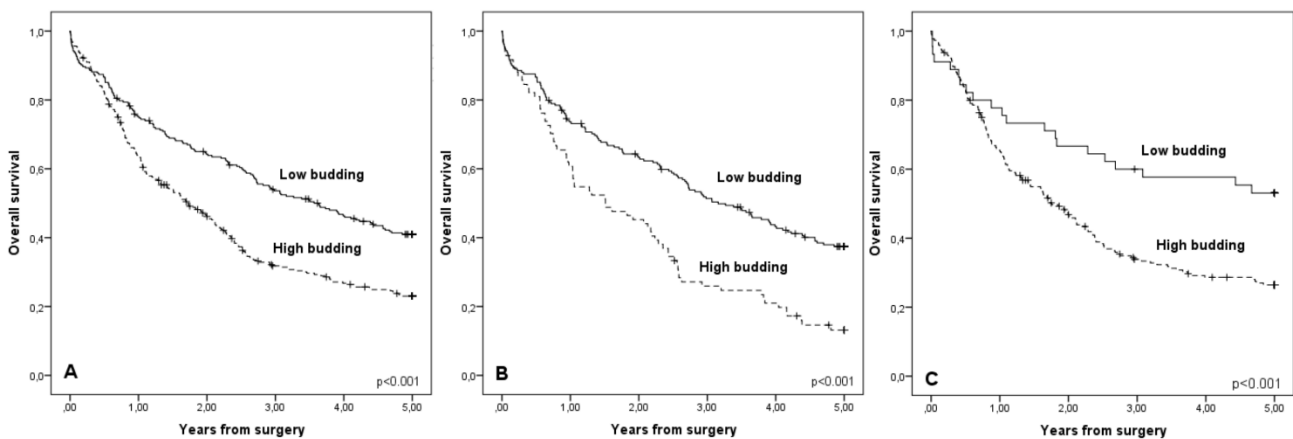 1,0
0,8
0,6
0,4
0,2
0,0
Overall survival
Low budding
High budding
A
p<0.001
,00 1,00 2,00 3,00 4,00 5,00
Years from surgery
1,0
0,8
0,6
0,4
0,2
0,0
Overall survival
Low budding
High budding
B
p<0.001
,00 1,00 2,00 3,00 4,00 5,00
Years from surgery
1,0
0,8
0,6
0,4
0,2
0,0
Overall survival
Low budding
High budding
C
p<0.001
,00 1,00 2,00 3,00 4,00 5,00
Years from surgery